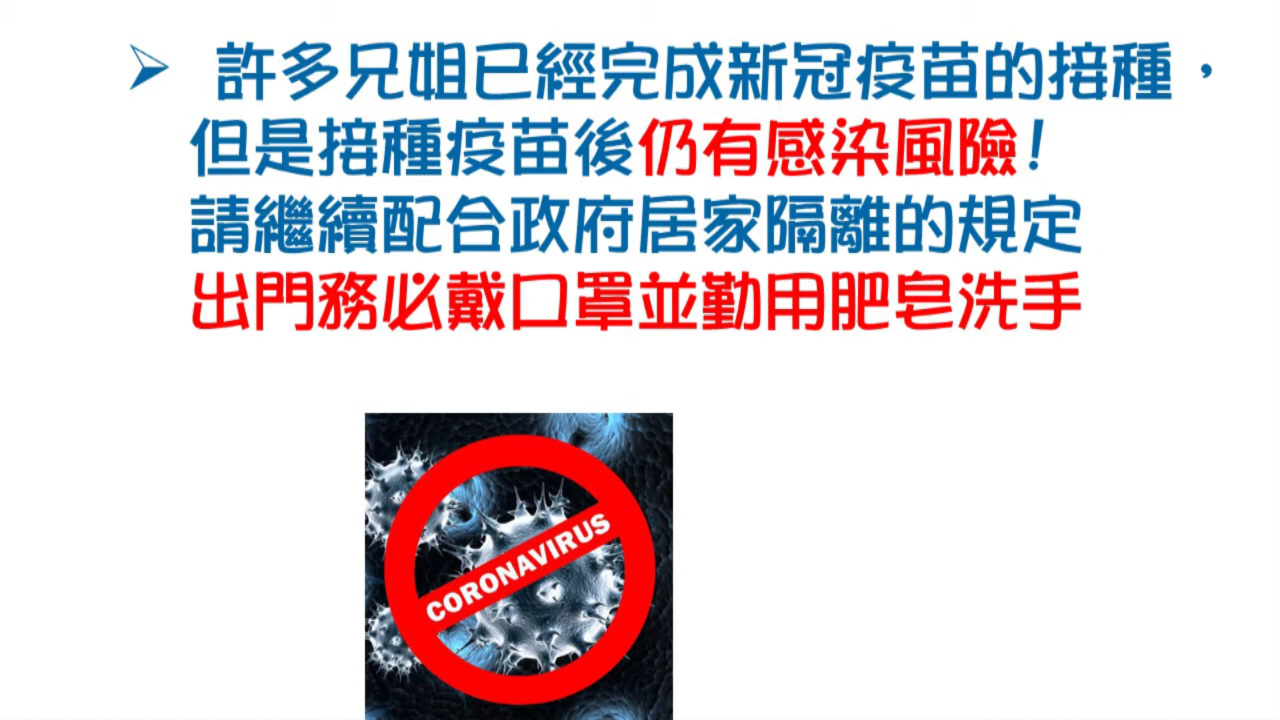 ➢ 許多兄姐已經完成新冠疫苗的接種，
但是接種疫苗後仍有感染風險!
請繼續配合政府居家隔離的規定
出門務必戴口罩並勤用肥皂洗手
CORONAVIRUS